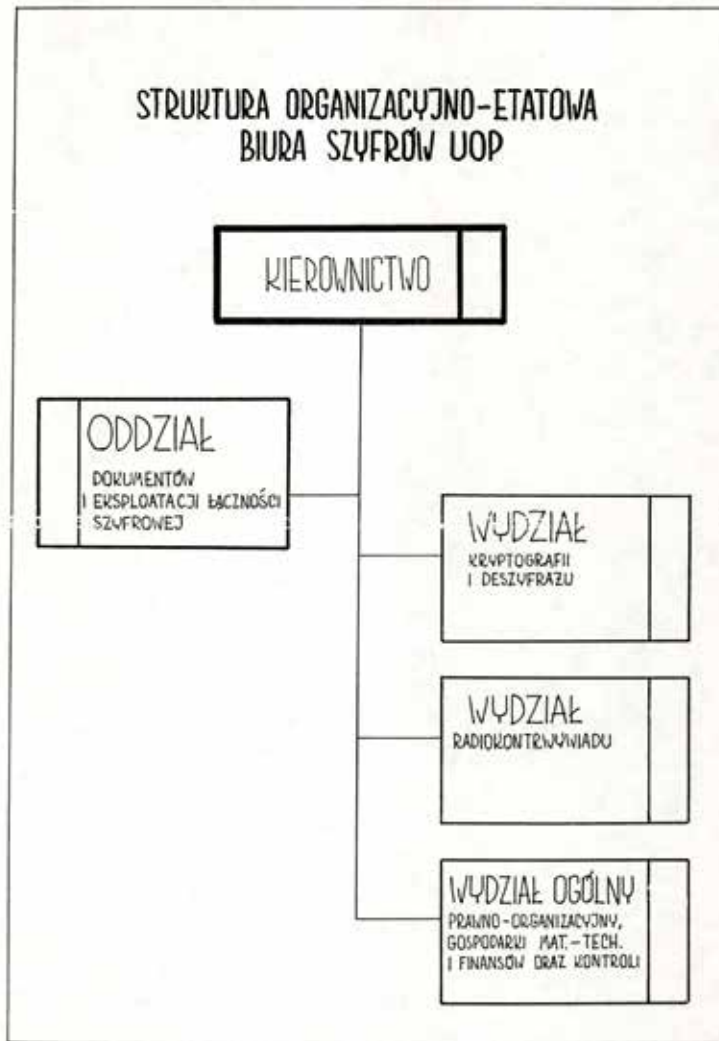 STRUKTURA ORGANIZACYJNO-ETATOWA
BIURA SZYFRÓW UOP
KIEROWNICTWO
ODDZIAŁ
DOKUMENTÓW
I EKSPLOATACJI ŁĄCZNOŚCI
SZYFROWEJ
WYDZIAŁ
KRYPTOGRAFII
I DESZYFRAŻU
WYDZIAŁ
RADIOKONTRWYWIADU
WYDZIAŁ OGÓLNY
PRAWNO-ORGANIZACYJNY,
GOSPODARKI MAT.-TECH.
I FINANSÓW ORAZ KONTROLI